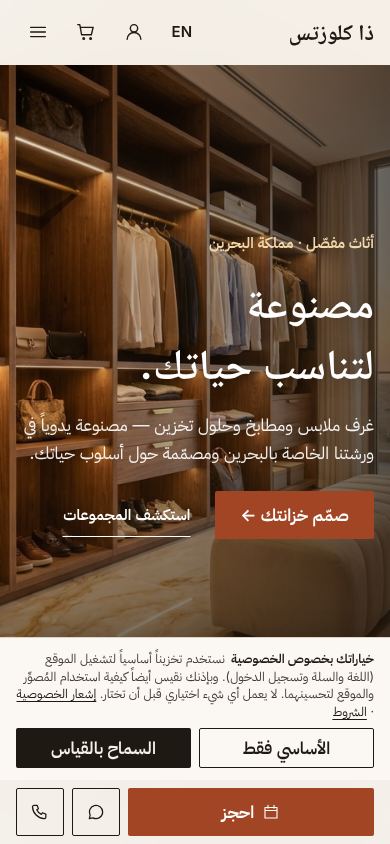 ذا كلوزتس
EN
أثاث مفصّل · مملكة البحرين
مصنوعة
لتناسب حياتك.
غرف ملابس ومطابخ وحلول تخزين — مصنوعة يدوياً في
ورشتنا الخاصة بالبحرين ومصمّمة حول أسلوب حياتك.
صمّم خزانتك ←
استكشف المجموعات
خياراتك بخصوص الخصوصية نستخدم تخزيناً أساسياً لتشغيل الموقع
(اللغة والسلة وتسجيل الدخول). وبإذنك نقيس أيضاً كيفية استخدام المُصوِّر
والموقع لتحسينهما. لا يعمل أي شيء اختياري قبل أن تختار. إشعار الخصوصية
· الشروط
الأساسي فقط
السماح بالقياس
احجز